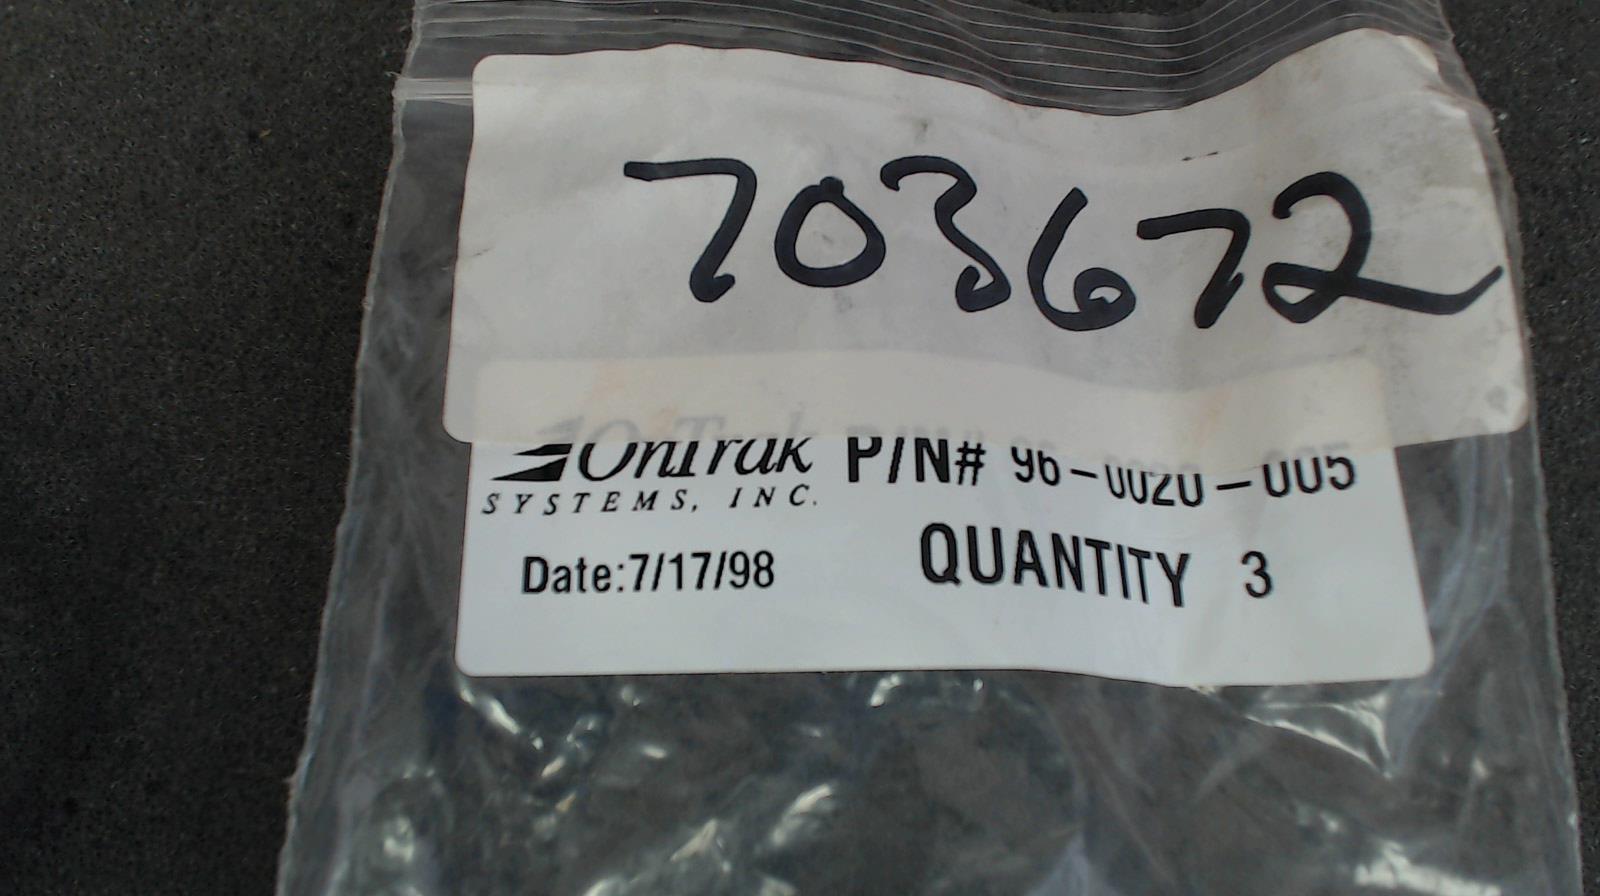 703672
OnTrak P/N# 96-0020-005
SYSTEMS, INC.
Date:7/17/98 QUANTITY 3